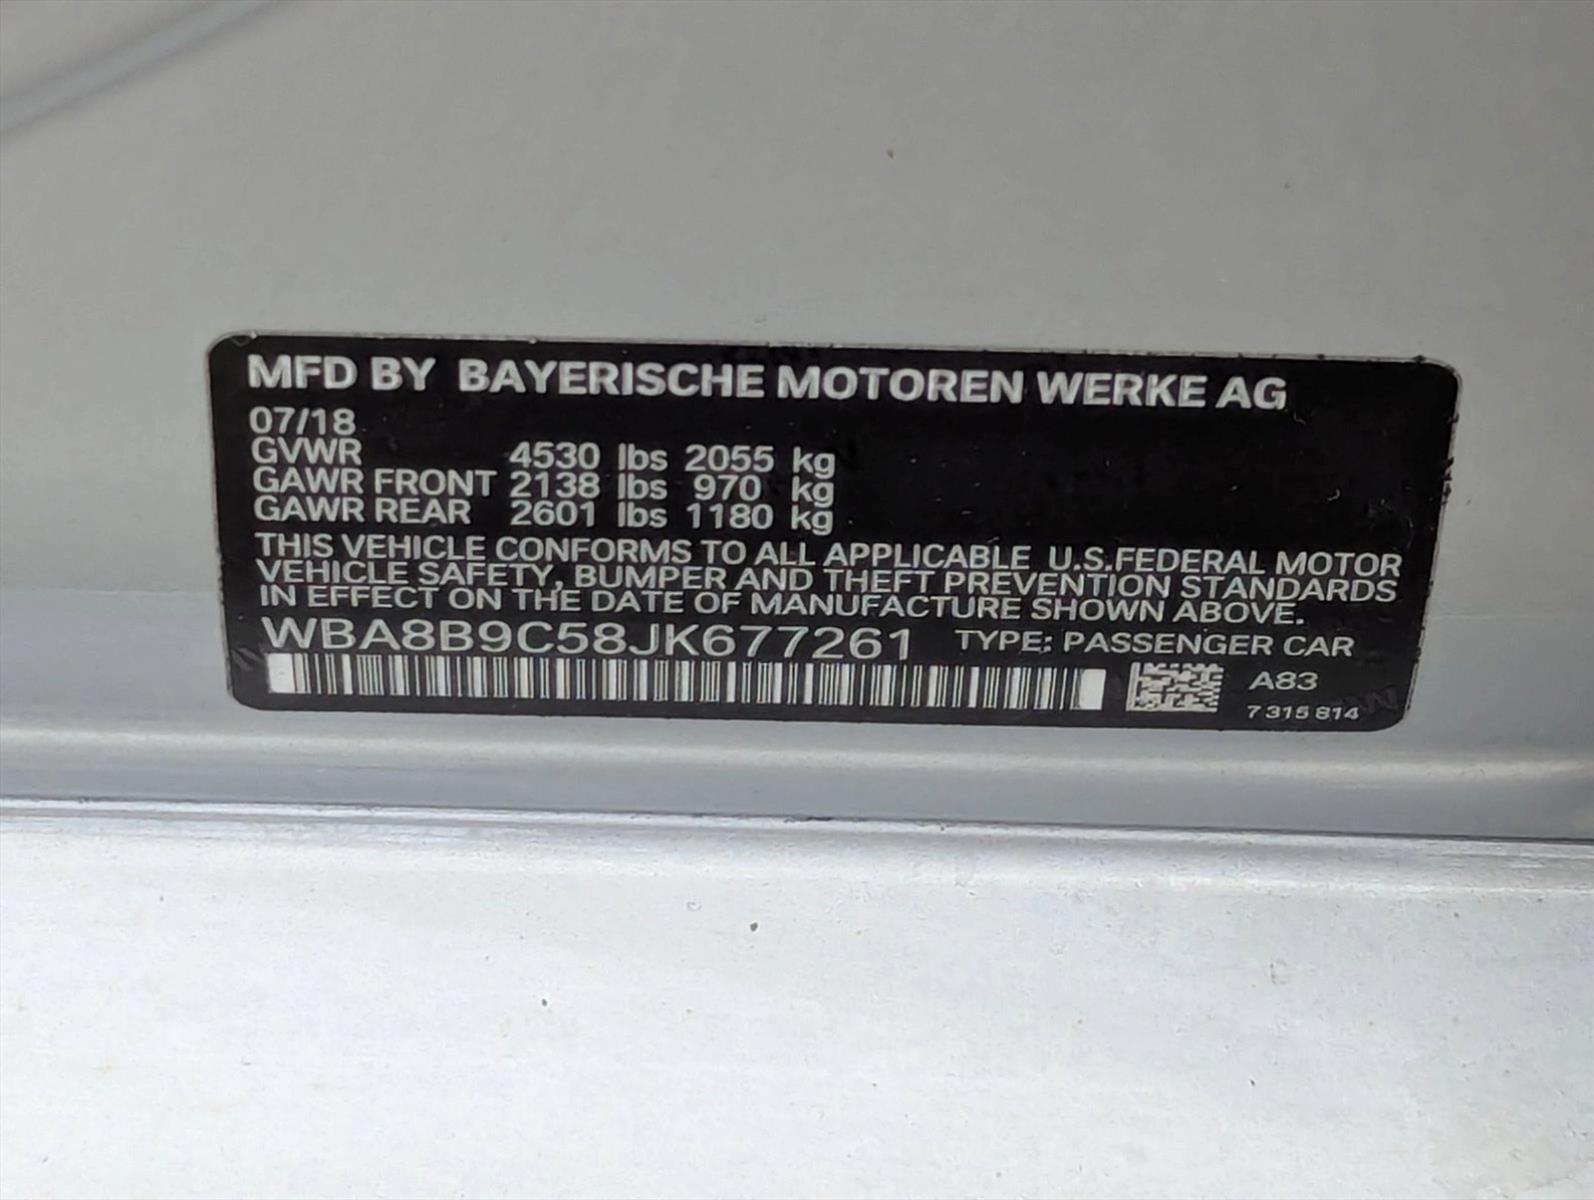 MFD BY BAYERISCHE MOTOREN WERKE AG
07/18
GVWR 4530 lbs 2055 kg
GAWR FRONT 2138 lbs 970 kg
GAWR REAR 2601 lbs 1180 kg
THIS VEHICLE CONFORMS TO ALL APPLICABLE U.S.FEDERAL MOTOR
VEHICLE SAFETY, BUMPER AND THEFT PREVENTION STANDARDS
IN EFFECT ON THE DATE OF MANUFACTURE SHOWN ABOVE.
WBA8B9C58JK677261 TYPE: PASSENGER CAR
A83
7 315 814